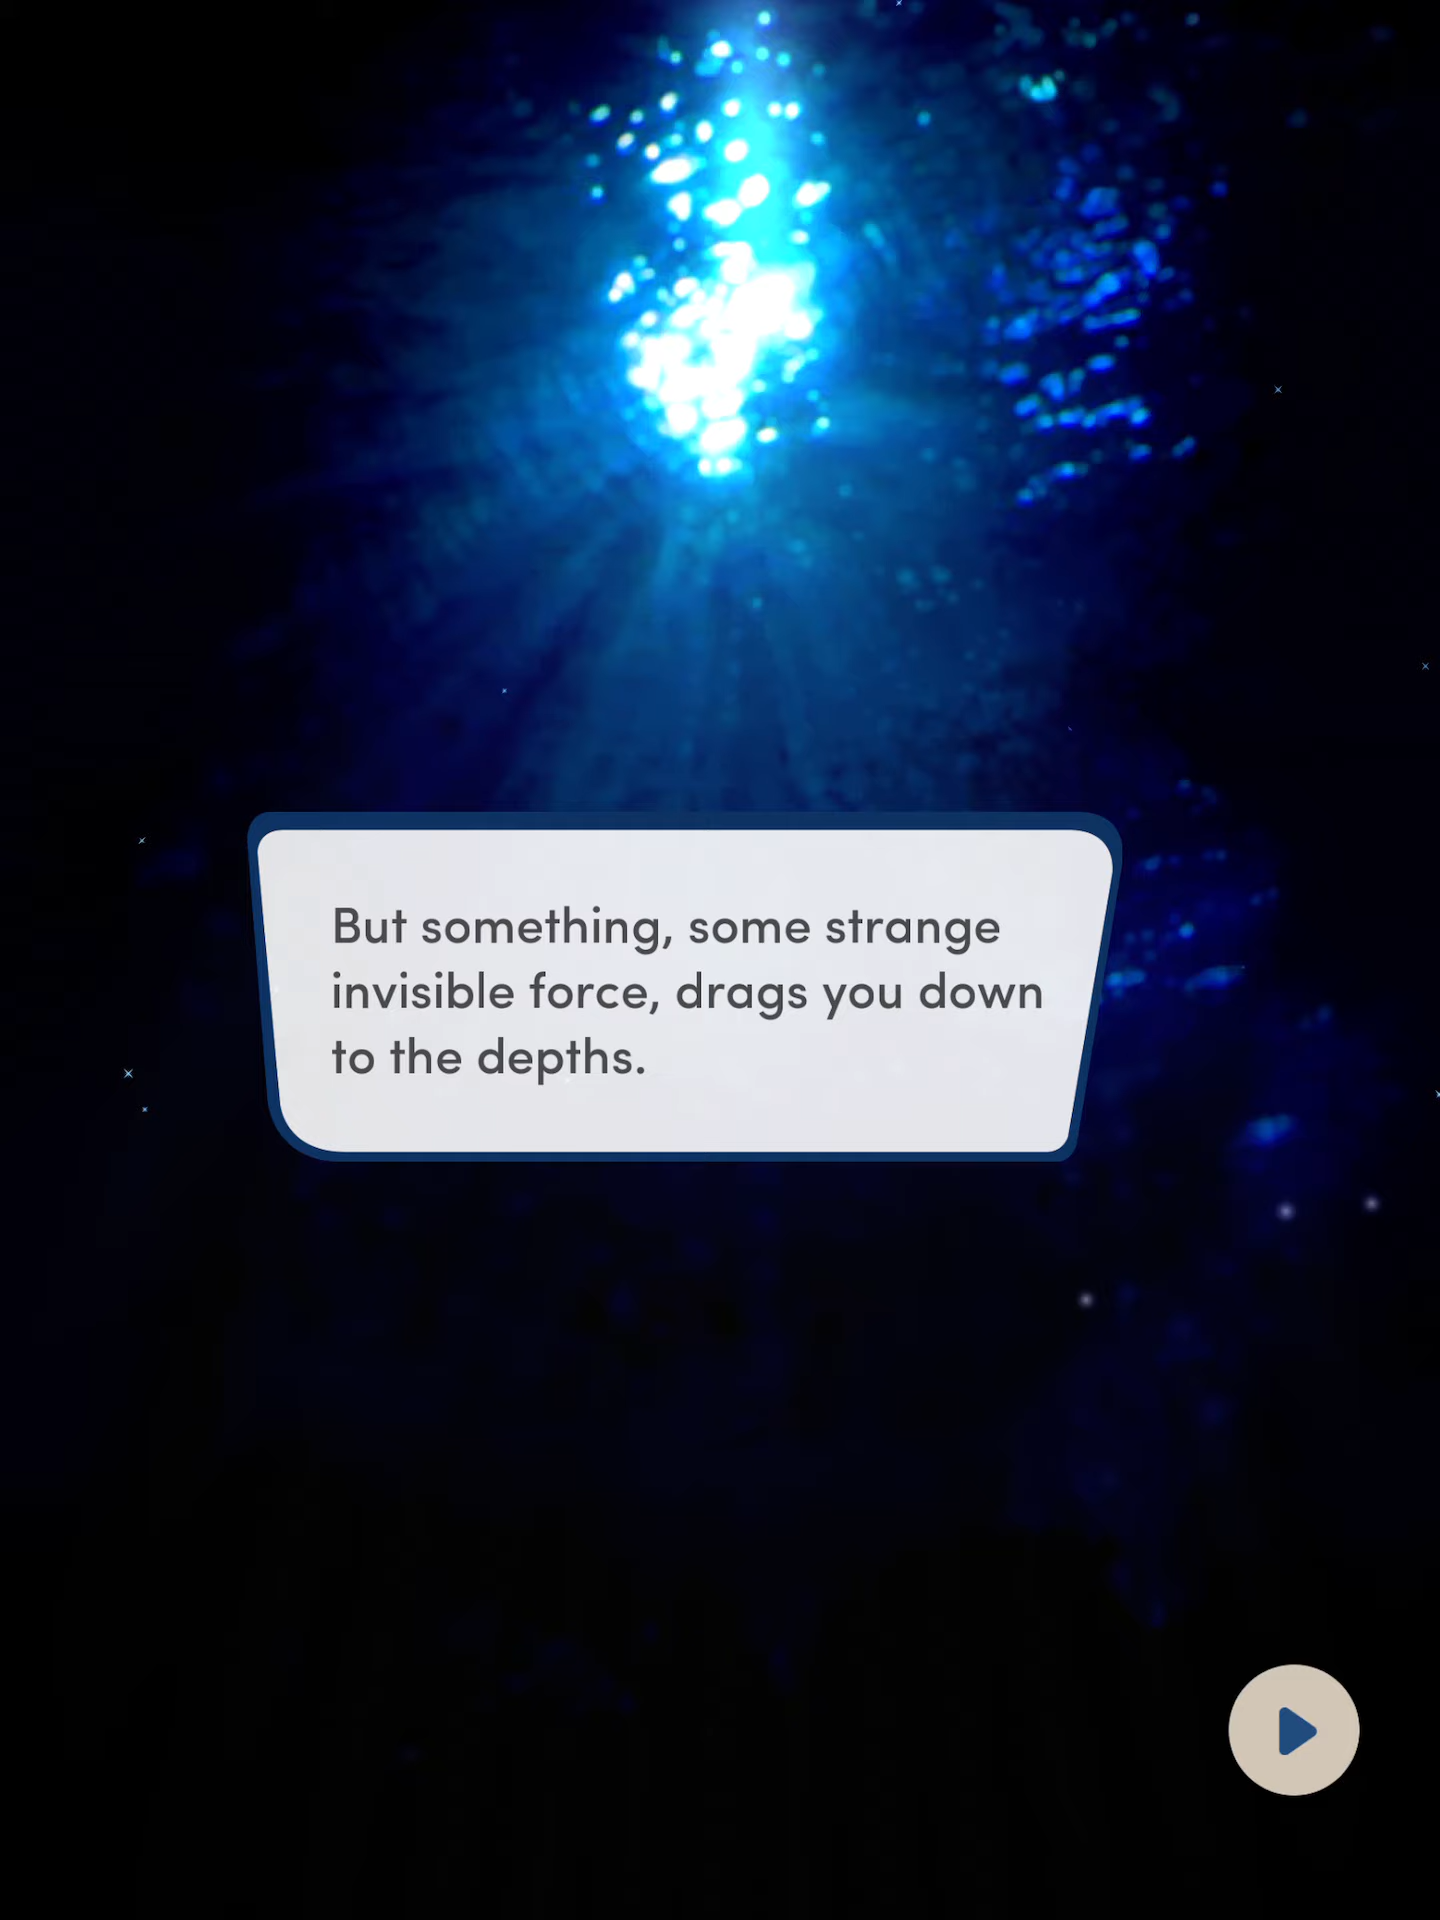 But something, some strange
invisible force, drags you down
to the depths.